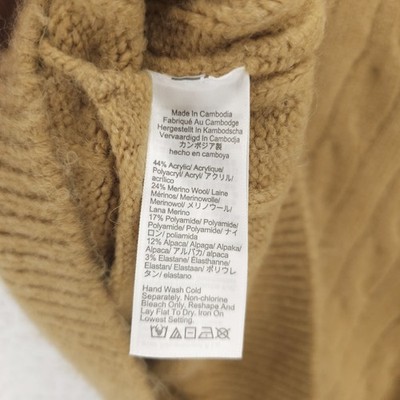 Made In Cambodia
Fabriqué Au Cambodge
Hergestellt In Kambodscha
Vervaardigd In Cambodja
カンボジア製
hecho en camboya
44% Acrylic/ Acrylique/
Polyacryl/ Acryl/ アクリル/
acrílico
24% Merino Wool/ Laine
Mérinos/ Merinowolle/
Merinowol/ メリノウール/
Lana Merino
17% Polyamide/ Polyamide/
Polyamide/ Polyamide/ ナイ
ロン/ poliamida
12% Alpaca/ Alpaga/ Alpaka/
Alpaca/ アルパカ/ alpaca
3% Elastane/ Elasthanne/
Elastan/ Elastaan/ ポリウレ
タン/ elastano
Hand Wash Cold
Separately. Non-chlorine
Bleach Only. Reshape And
Lay Flat To Dry. Iron On
Lowest Setting.